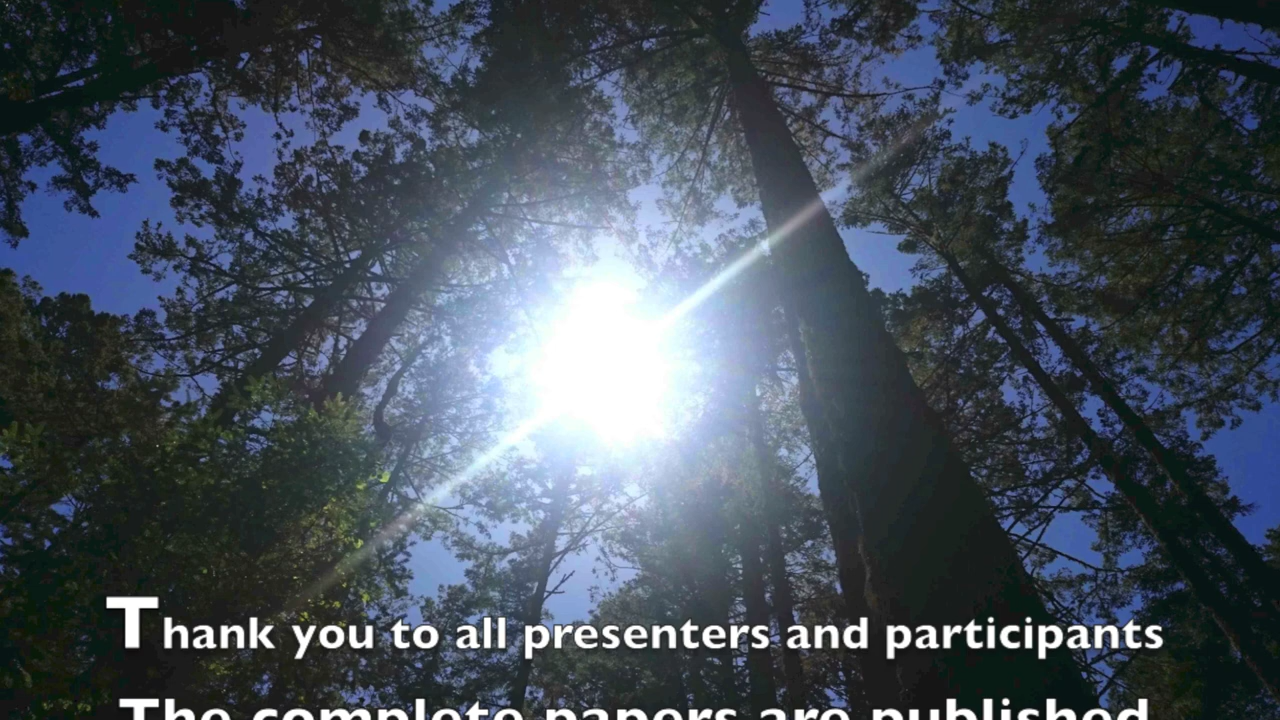 Thank you to all presenters and participants
The complete papers are published